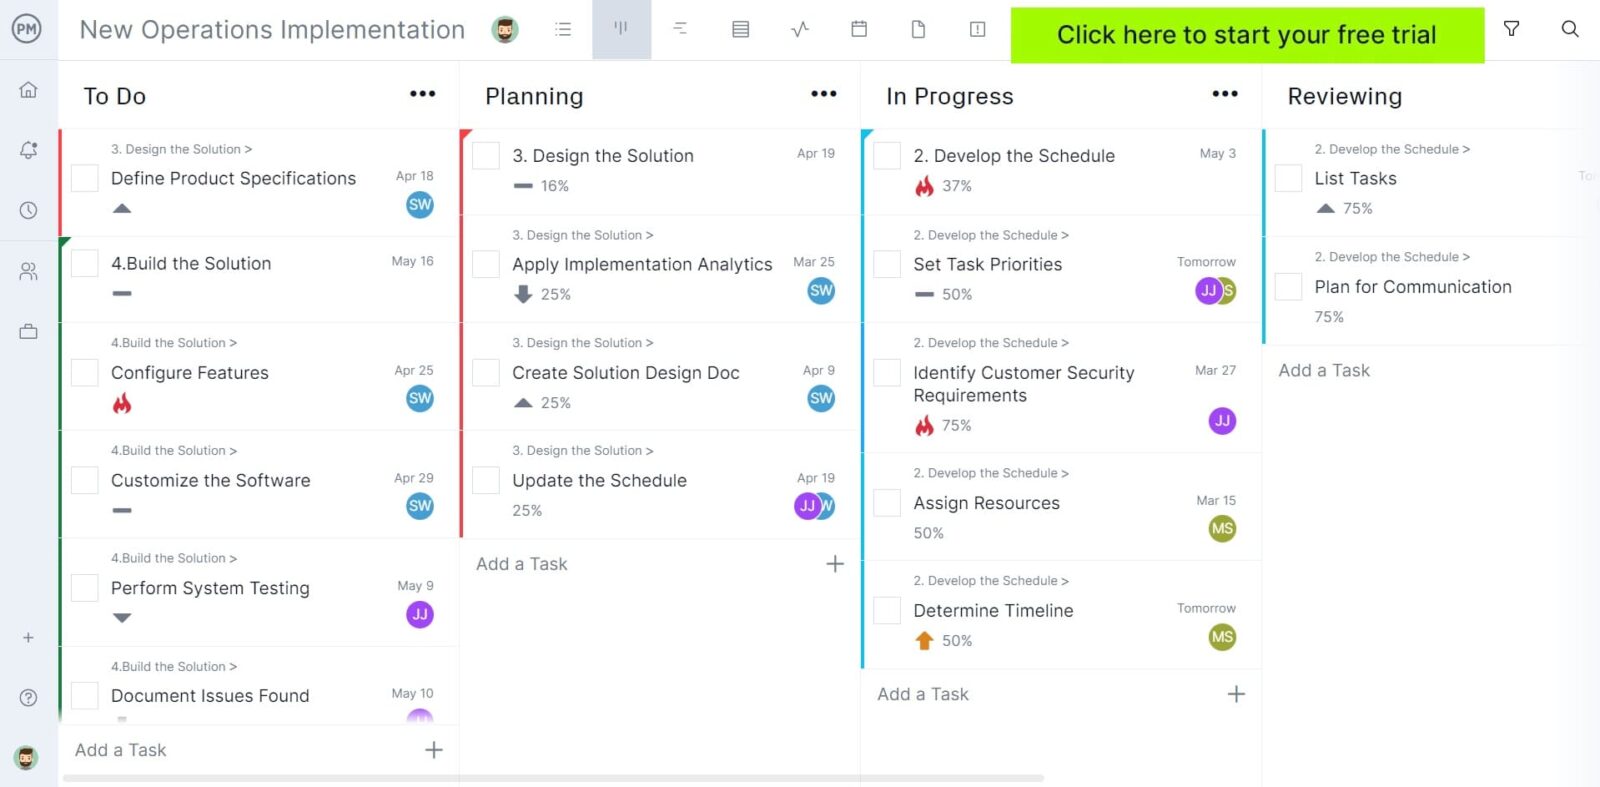 PM
New Operations Implementation
Click here to start your free trial
To Do
3. Design the Solution >
Define Product Specifications
Apr 18
SW
4.Build the Solution
May 16
4.Build the Solution >
Configure Features
Apr 25
SW
4.Build the Solution >
Customize the Software
Apr 29
SW
4.Build the Solution >
Perform System Testing
May 9
JJ
4.Build the Solution >
Document Issues Found
May 10
Add a Task
Planning
3. Design the Solution
Apr 19
16%
3. Design the Solution >
Apply Implementation Analytics
Mar 25
25%
SW
3. Design the Solution >
Create Solution Design Doc
Apr 9
25%
SW
3. Design the Solution >
Update the Schedule
Apr 19
25%
JJ
Add a Task
In Progress
2. Develop the Schedule
May 3
37%
2. Develop the Schedule >
Set Task Priorities
Tomorrow
50%
JJ S
2. Develop the Schedule >
Identify Customer Security
Requirements
Mar 27
75%
JJ
2. Develop the Schedule >
Assign Resources
Mar 15
50%
MS
2. Develop the Schedule >
Determine Timeline
Tomorrow
50%
MS
Add a Task
Reviewing
2. Develop the Schedule >
List Tasks
75%
2. Develop the Schedule >
Plan for Communication
75%
Add a Task